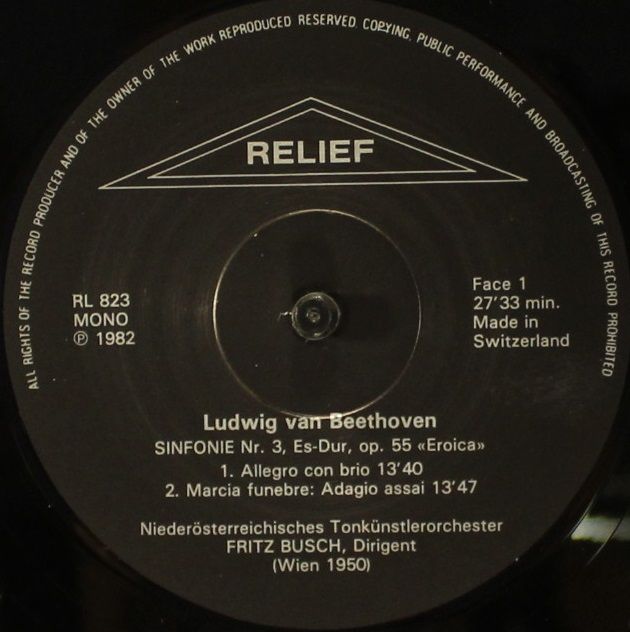 ALL RIGHTS OF THE RECORD PRODUCER AND OF THE OWNER OF THE WORK REPRODUCED RESERVED. COPYING, PUBLIC PERFORMANCE AND BROADCASTING OF THIS RECORD PROHIBITED
RELIEF
RL 823
MONO
℗ 1982
Face 1
27'33 min.
Made in
Switzerland
Ludwig van Beethoven
SINFONIE Nr. 3, Es-Dur, op. 55 «Eroica»
1. Allegro con brio 13'40
2. Marcia funebre: Adagio assai 13'47
Niederösterreichisches Tonkünstlerorchester
FRITZ BUSCH, Dirigent
(Wien 1950)